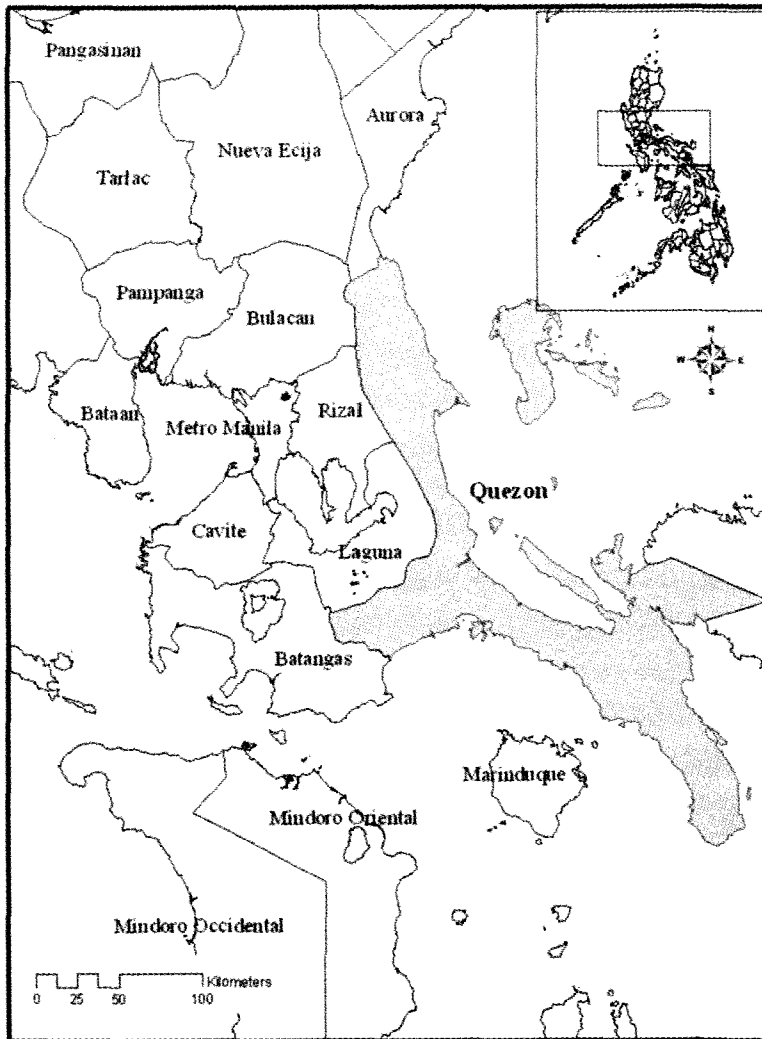 Pangasinan
Aurora
Nueva Ecija
Tarlac
Pampanga
Bulacan
N
W E
S
Bataan
Metro Manila
Rizal
Quezon
Cavite
Laguna
Batangas
Marinduque
Mindoro Oriental
Mindoro Occidental
Kilometers
0 25 50 100